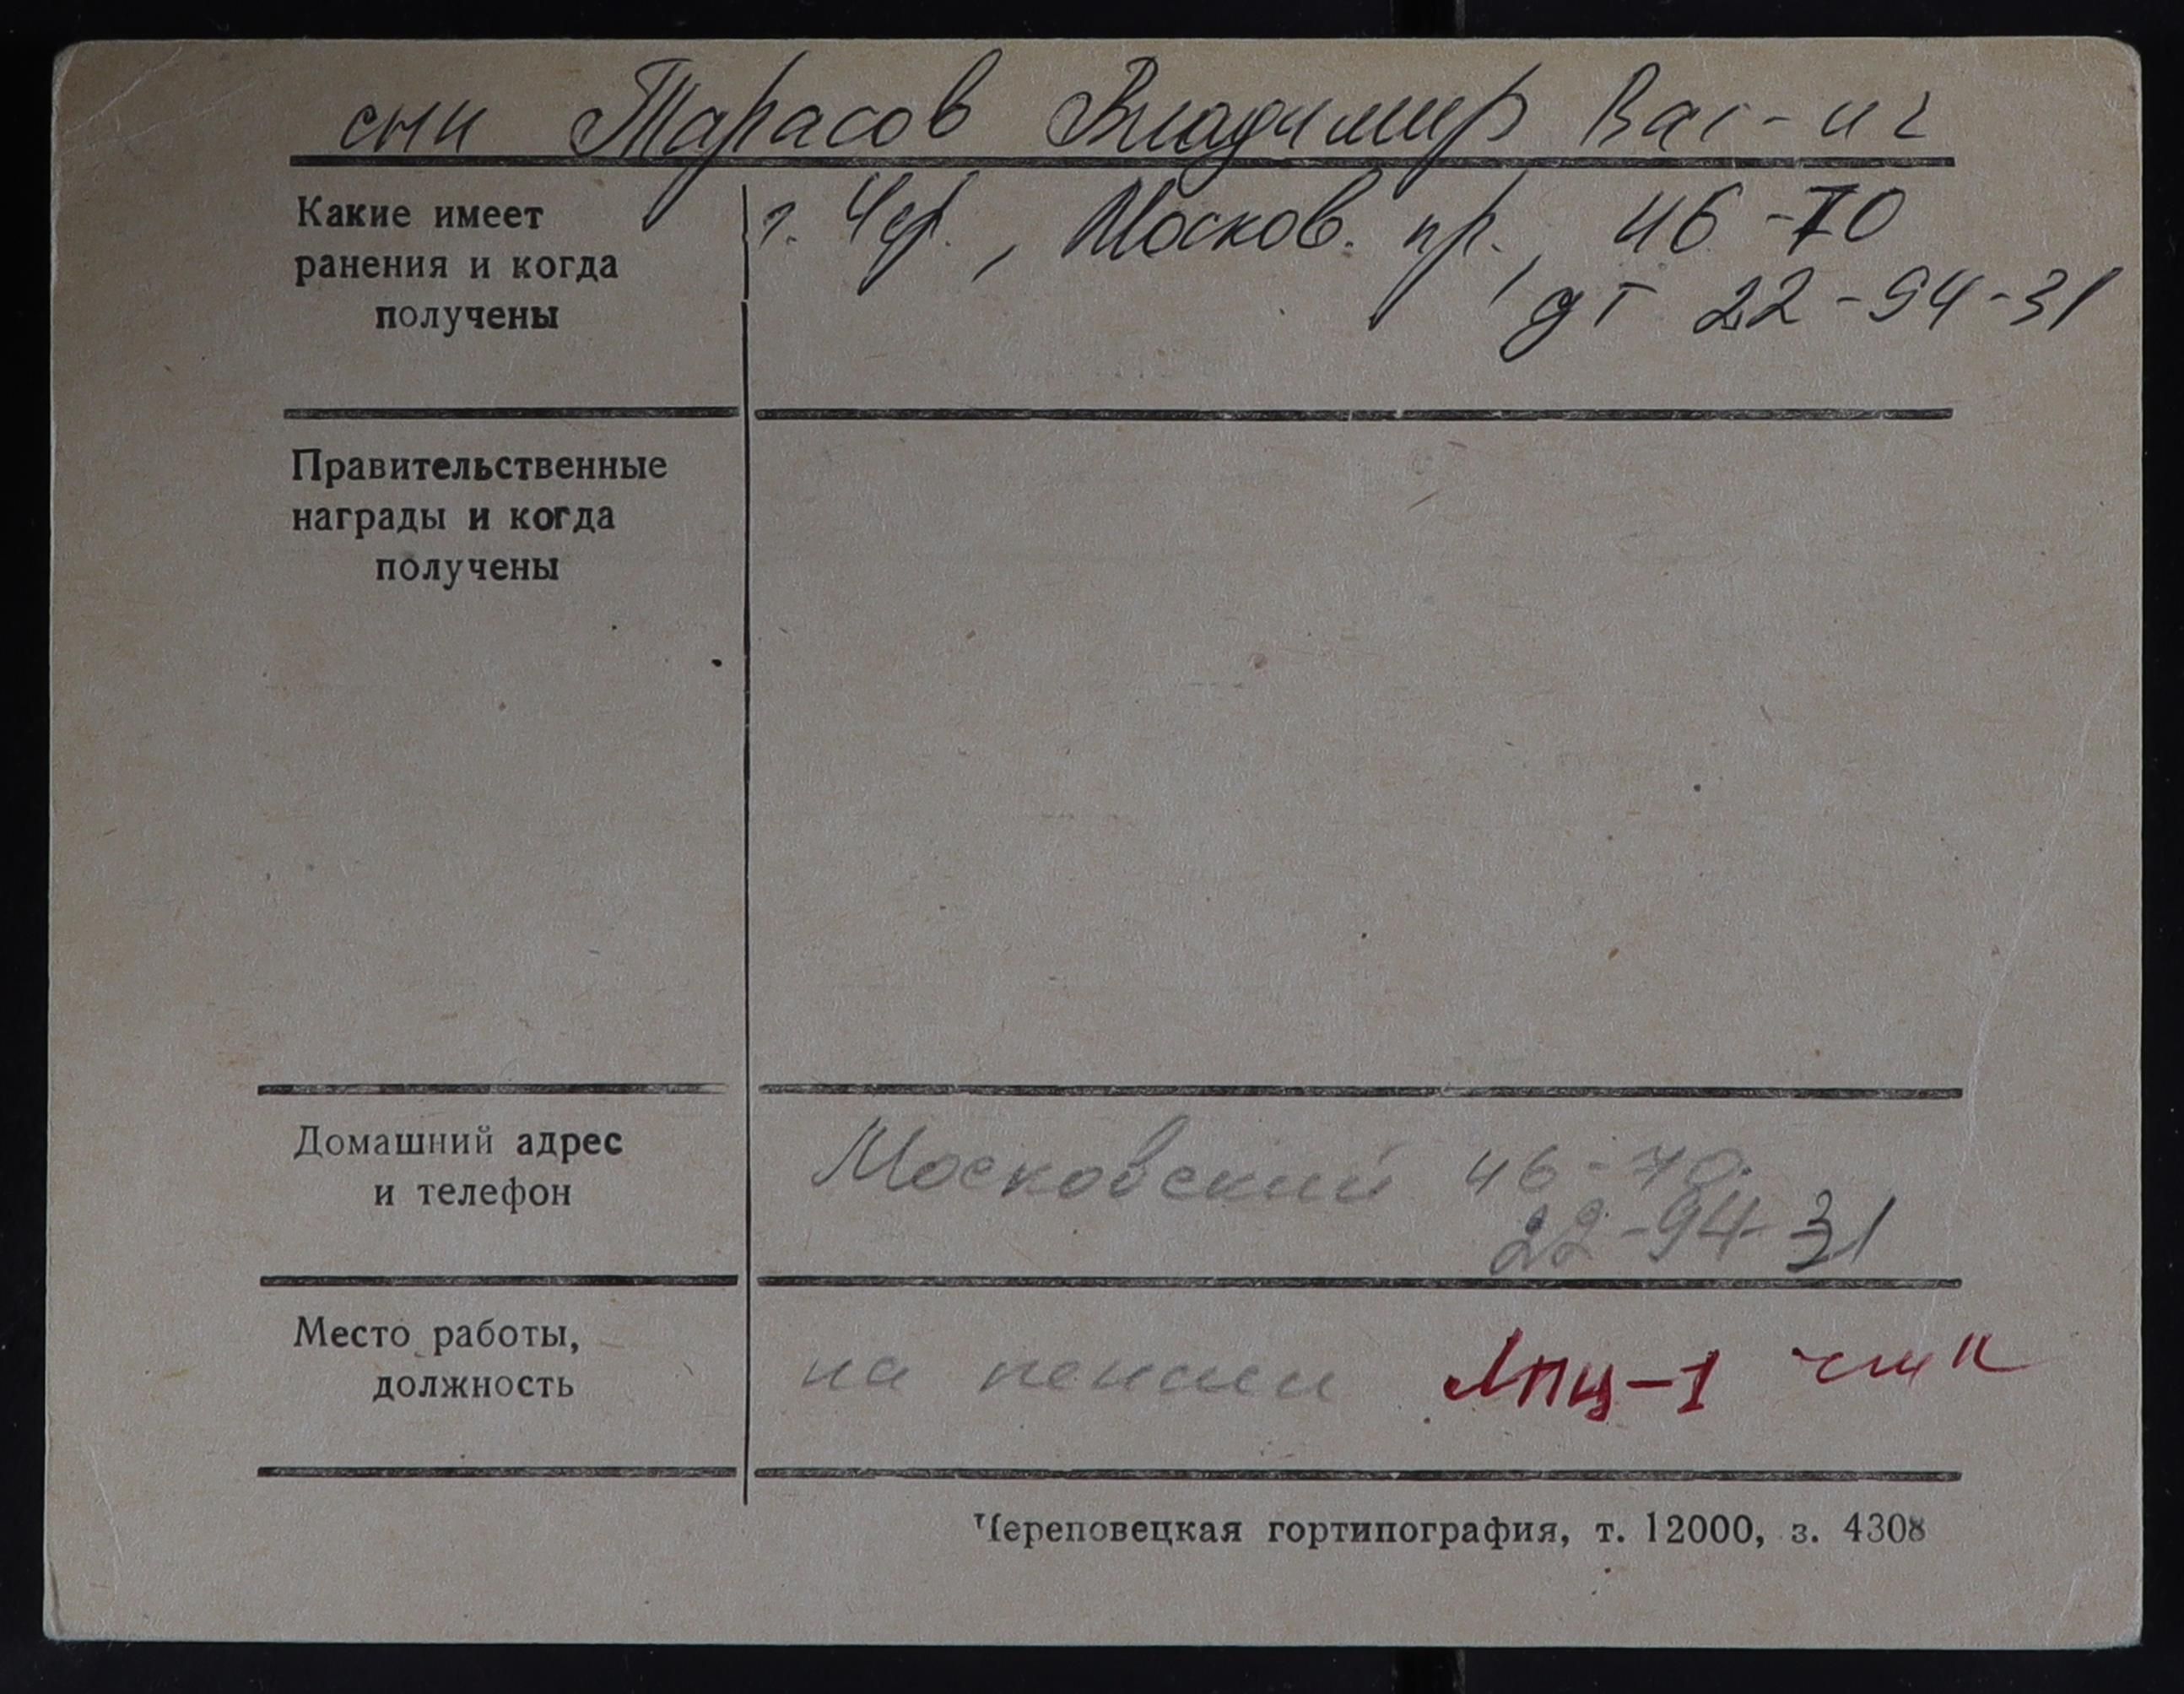 сын Тарасов Владимир Вас-ич
Какие имеет ранения и когда получены
г. Чер., Москов. пр., 46-70
дт 22-94-31
Правительственные награды и когда получены
Домашний адрес и телефон
Московский 46-70.
22-94-31
Место работы, должность
на пенсии ЛПЦ-1 чмк
Череповецкая гортипография, т. 12000, з. 4308